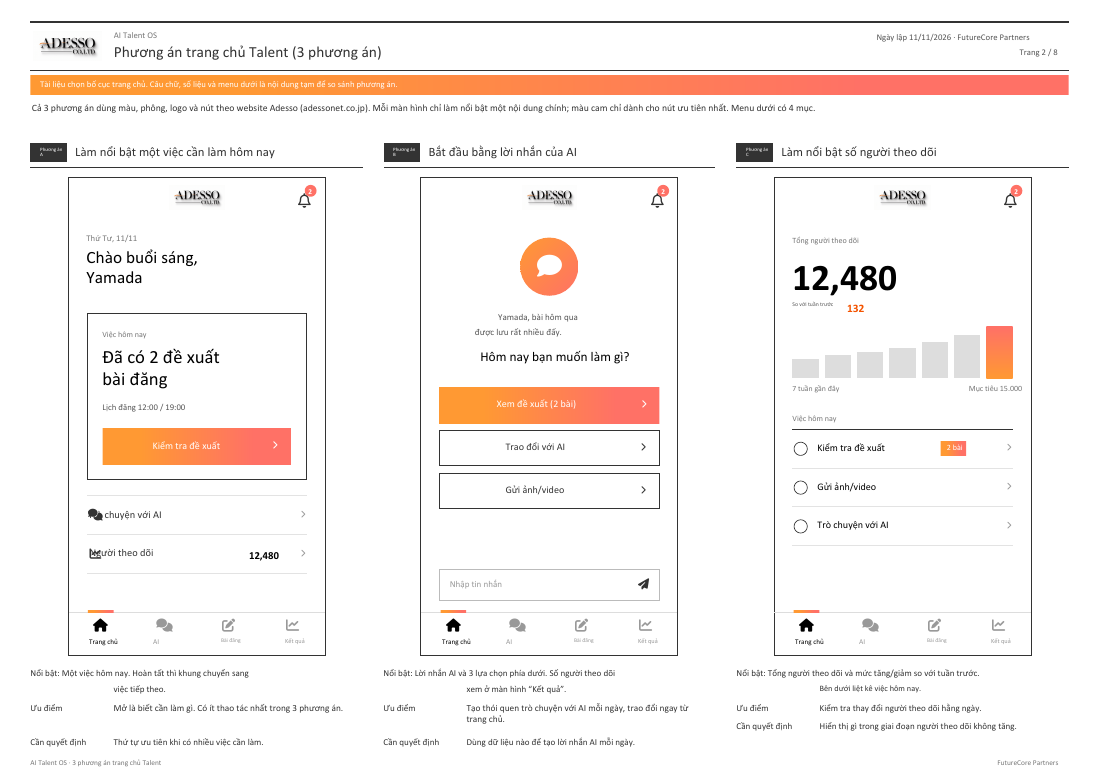 ADESSO
CO.,LTD.
AI Talent OS
Phương án trang chủ Talent (3 phương án)
Ngày lập 11/11/2026 · FutureCore Partners
Trang 2 / 8
Tài liệu chọn bố cục trang chủ. Câu chữ, số liệu và menu dưới là nội dung tạm để so sánh phương án.
Cả 3 phương án dùng màu, phông, logo và nút theo website Adesso (adessonet.co.jp). Mỗi màn hình chỉ làm nổi bật một nội dung chính; màu cam chỉ dành cho nút ưu tiên nhất. Menu dưới có 4 mục.
Phương án
A
Làm nổi bật một việc cần làm hôm nay
ADESSO
CO.,LTD.
2
Thứ Tư, 11/11
Chào buổi sáng,
Yamada
Việc hôm nay
Đã có 2 đề xuất
bài đăng
Lịch đăng 12:00 / 19:00
Kiểm tra đề xuất
chuyện với AI
Người theo dõi
12,480
Trang chủ
AI
Bài đăng
Kết quả
Nổi bật: Một việc hôm nay. Hoàn tất thì khung chuyển sang
việc tiếp theo.
Ưu điểm
Mở là biết cần làm gì. Có ít thao tác nhất trong 3 phương án.
Cần quyết định
Thứ tự ưu tiên khi có nhiều việc cần làm.
Phương án
B
Bắt đầu bằng lời nhắn của AI
ADESSO
CO.,LTD.
2
Yamada, bài hôm qua
được lưu rất nhiều đấy.
Hôm nay bạn muốn làm gì?
Xem đề xuất (2 bài)
Trao đổi với AI
Gửi ảnh/video
Nhập tin nhắn
Trang chủ
AI
Bài đăng
Kết quả
Nổi bật: Lời nhắn AI và 3 lựa chọn phía dưới. Số người theo dõi
xem ở màn hình “Kết quả”.
Ưu điểm
Tạo thói quen trò chuyện với AI mỗi ngày, trao đổi ngay từ
trang chủ.
Cần quyết định
Dùng dữ liệu nào để tạo lời nhắn AI mỗi ngày.
Phương án
C
Làm nổi bật số người theo dõi
ADESSO
CO.,LTD.
2
Tổng người theo dõi
12,480
So với tuần trước
132
7 tuần gần đây
Mục tiêu 15.000
Việc hôm nay
Kiểm tra đề xuất
2 bài
Gửi ảnh/video
Trò chuyện với AI
Trang chủ
AI
Bài đăng
Kết quả
Nổi bật: Tổng người theo dõi và mức tăng/giảm so với tuần trước.
Bên dưới liệt kê việc hôm nay.
Ưu điểm
Kiểm tra thay đổi người theo dõi hằng ngày.
Cần quyết định
Hiển thị gì trong giai đoạn người theo dõi không tăng.
AI Talent OS · 3 phương án trang chủ Talent
FutureCore Partners